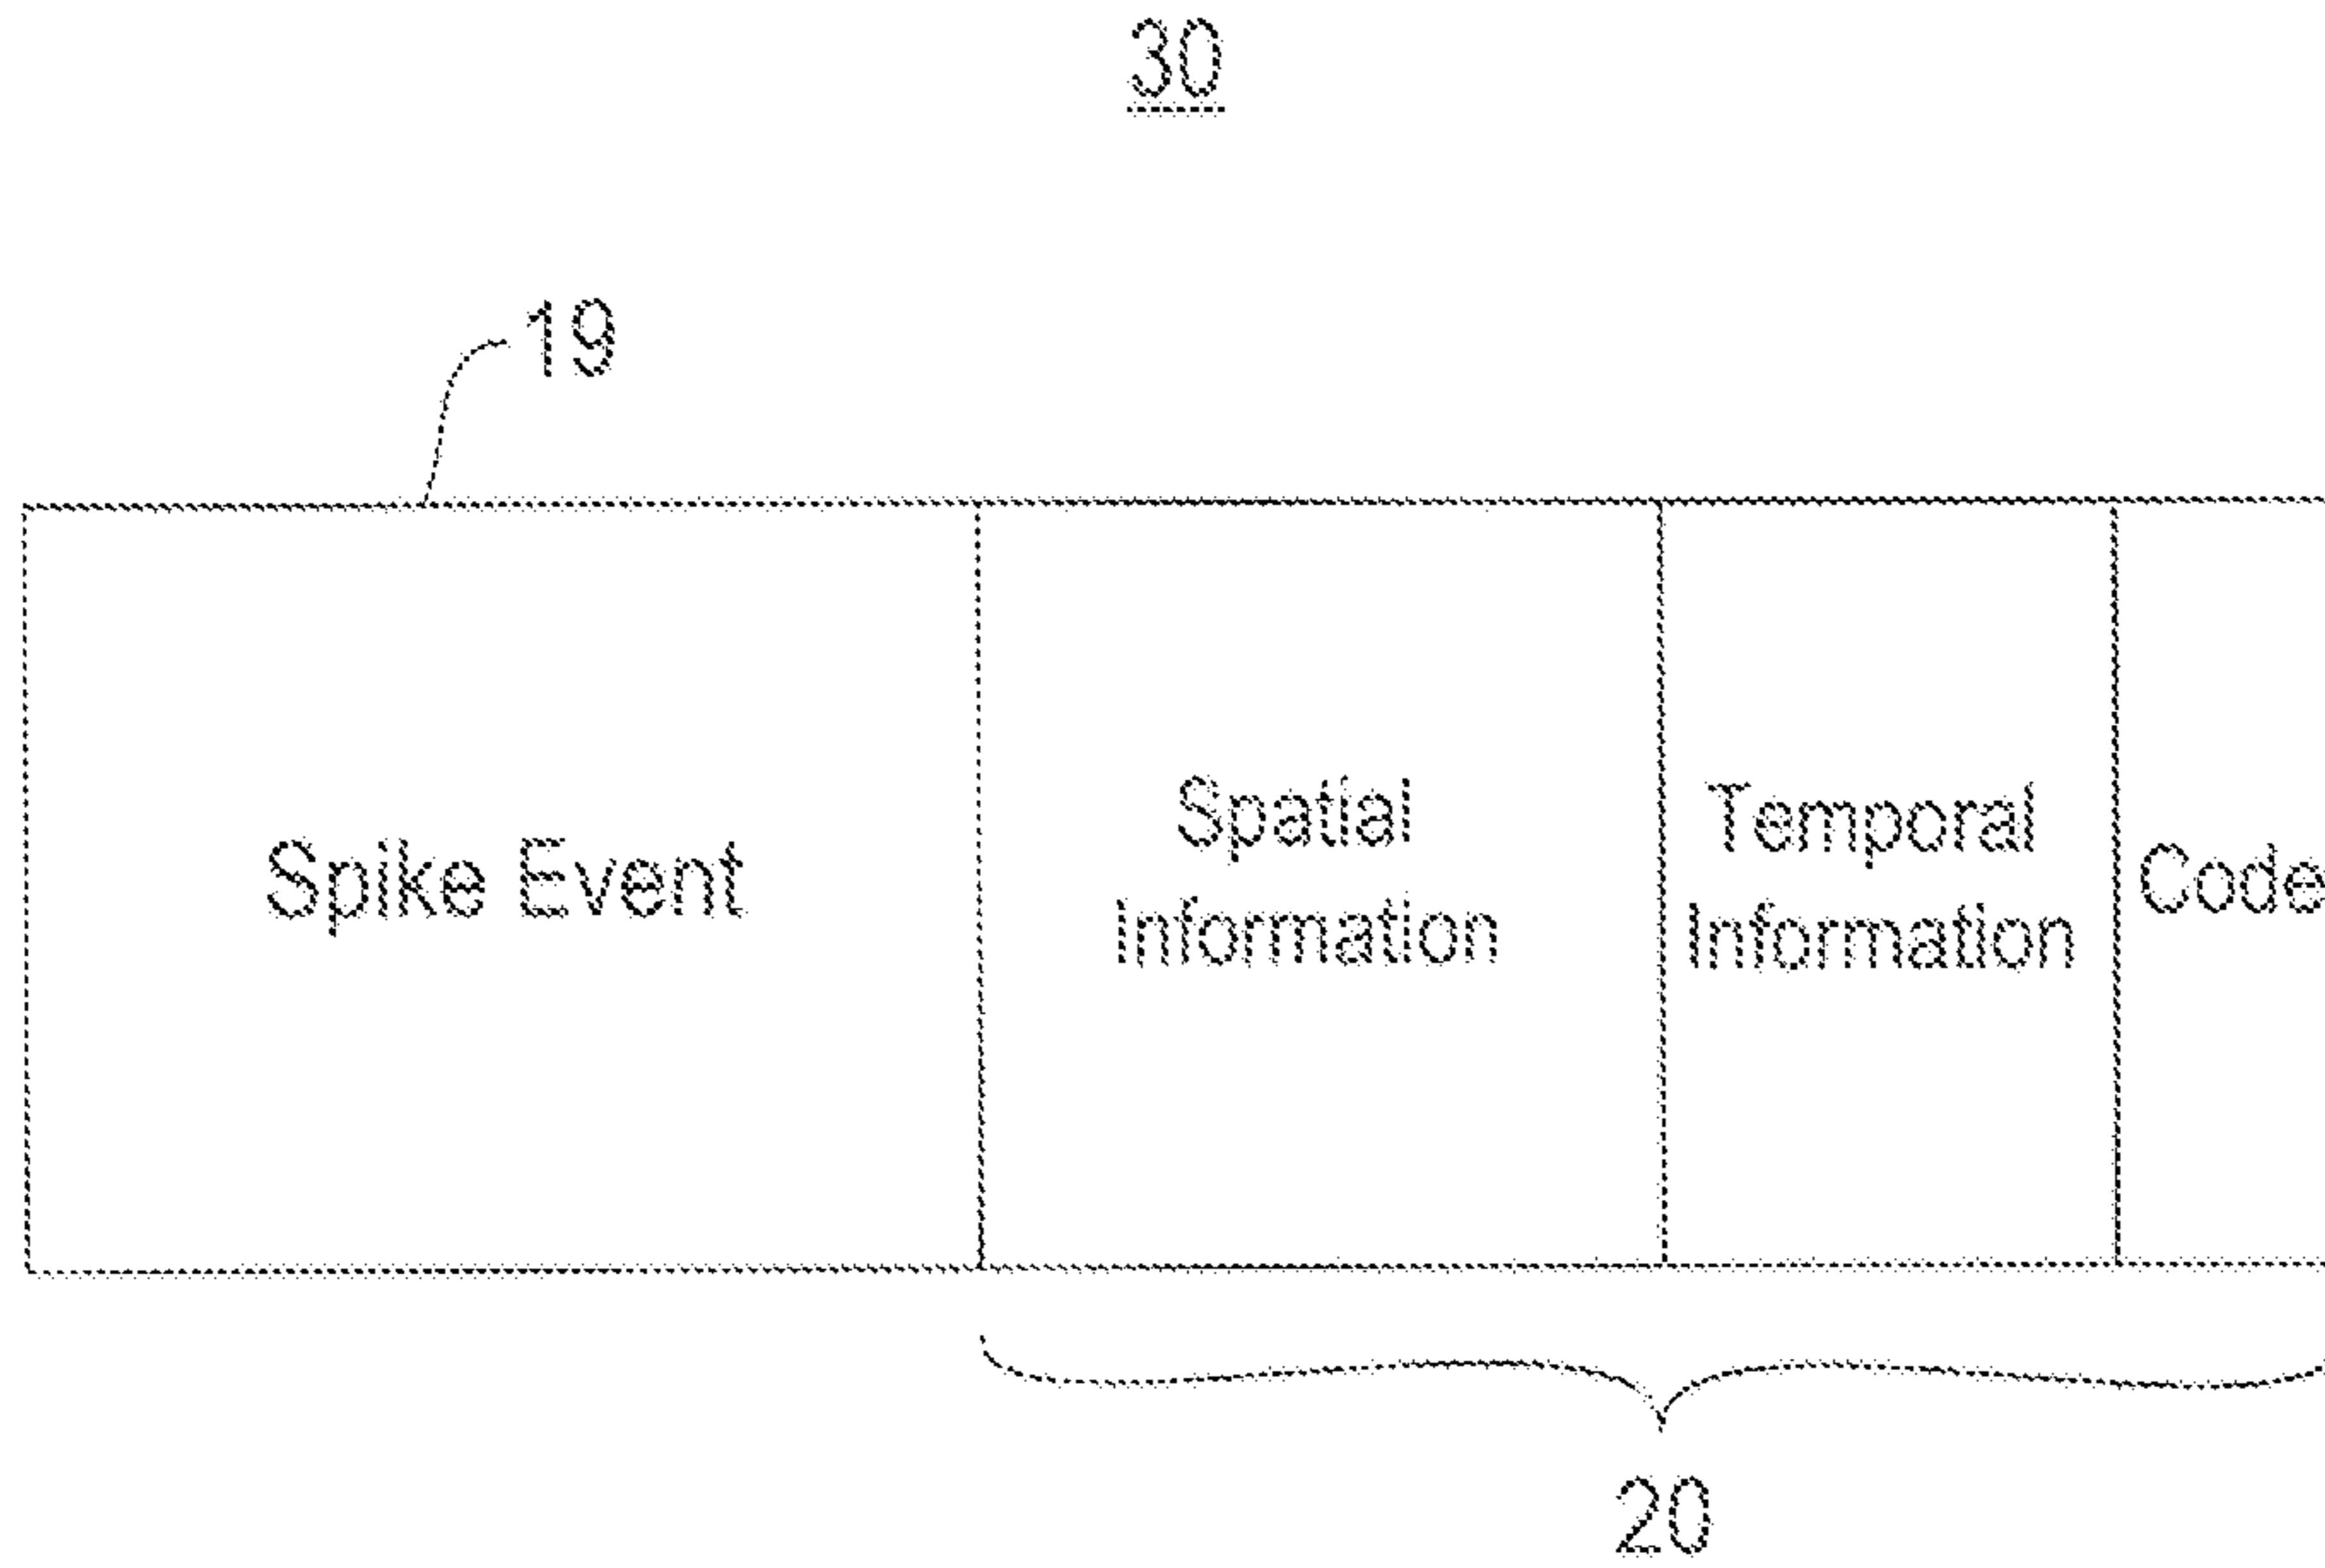 30
19
Spike Event
Spatial
Information
Temporal
Information
Code
20